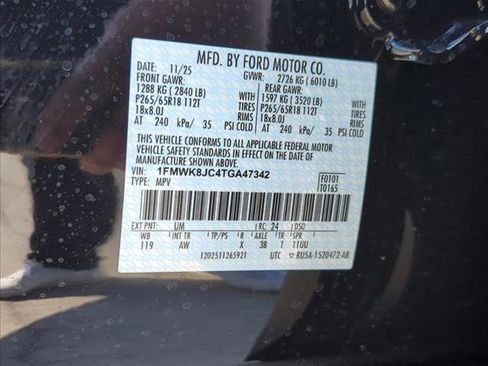 MFD. BY FORD MOTOR CO.
DATE: 11/25 GVWR: 2726 KG ( 6010 LB)
FRONT GAWR: REAR GAWR:
1288 KG ( 2840 LB) 1597 KG ( 3520 LB)
P265/65R18 112T TIRES P265/65R18 112T TIRES
18x8.0J RIMS 18x8.0J RIMS
AT 240 kPa/ 35 PSI COLD AT 240 kPa/ 35 PSI COLD
THIS VEHICLE CONFORMS TO ALL APPLICABLE FEDERAL MOTOR
VEHICLE SAFETY STANDARDS IN EFFECT ON THE DATE OF
MANUFACTURE SHOWN ABOVE.
VIN: 1FMWK8JC4TGA47342 F0101
TYPE: MPV T0165
EXT PNT: UM RC: 24 DSO:
WB INT TR TP/PS R AXLE TR SPR
119 AW X 3B T 11UU
120251126592T UTC RU5A-1520472-AB